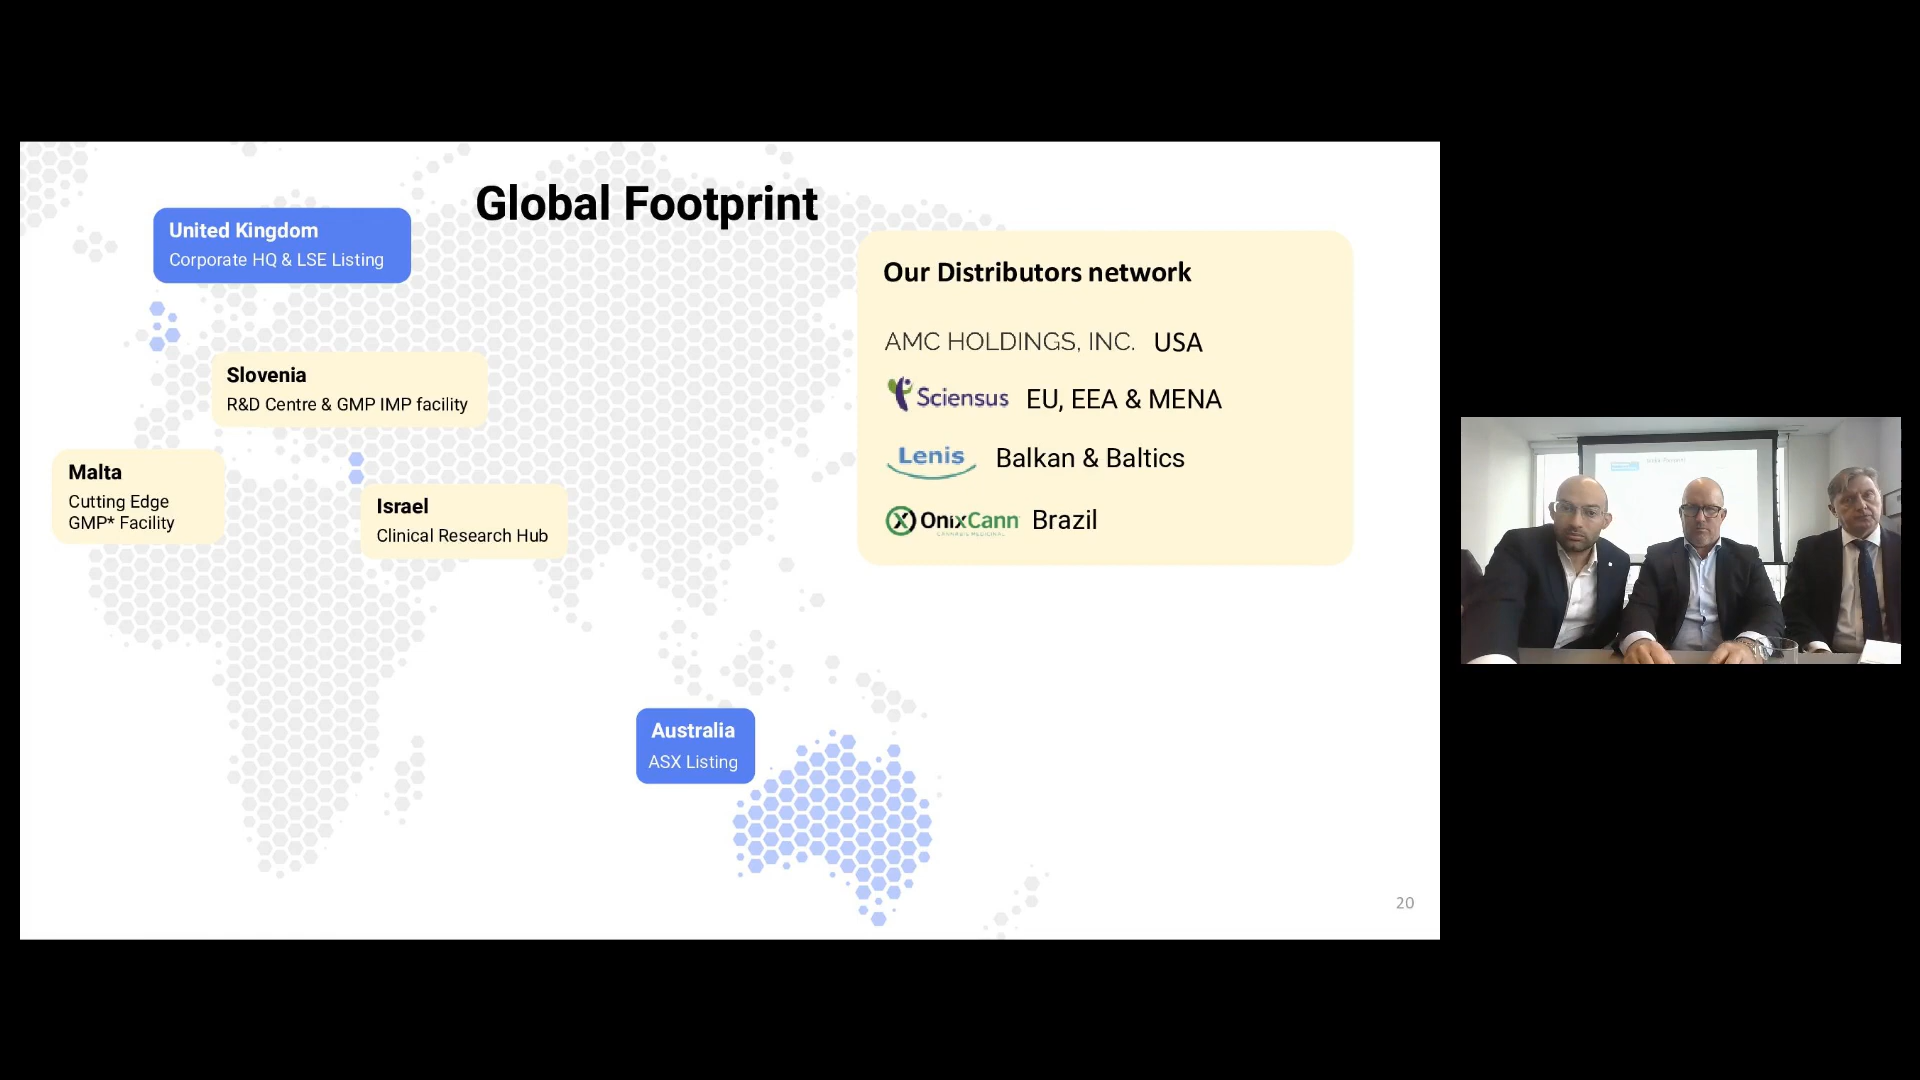 Global Footprint
United Kingdom
Corporate HQ & LSE Listing
Slovenia
R&D Centre & GMP IMP facility
Malta
Cutting Edge
GMP* Facility
Israel
Clinical Research Hub
Australia
ASX Listing
Our Distributors network
AMC HOLDINGS, INC. USA
Sciensus EU, EEA & MENA
Lenis Balkan & Baltics
OnixCann Brazil
CANNABIS MEDICINAL
20